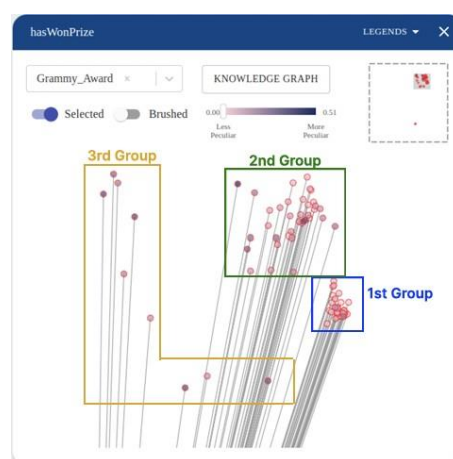 hasWonPrize LEGENDS
Grammy_Award × KNOWLEDGE GRAPH
Selected Brushed 0.00 0.51
Less Peculiar More Peculiar
3rd Group 2nd Group
1st Group